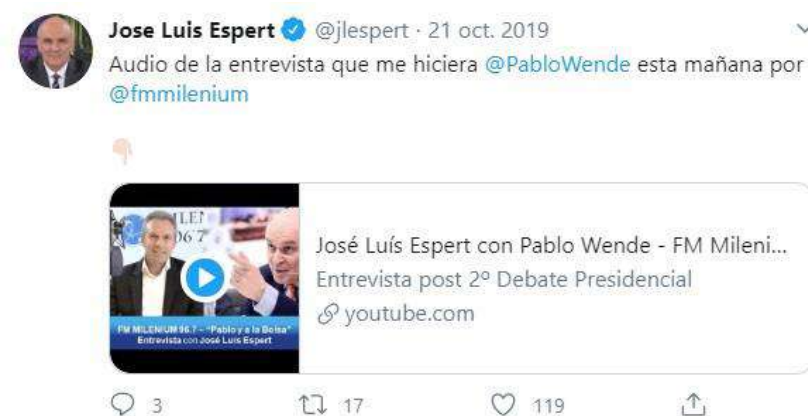 Jose Luis Espert @jlespert · 21 oct. 2019
Audio de la entrevista que me hiciera @PabloWende esta mañana por
@fmmilenium
José Luís Espert con Pablo Wende - FM Mileni...
Entrevista post 2º Debate Presidencial
youtube.com
FM MILENIUM 96.7 - "Pablo y a la Bolsa"
Entrevista con José Luis Espert
3 17 119